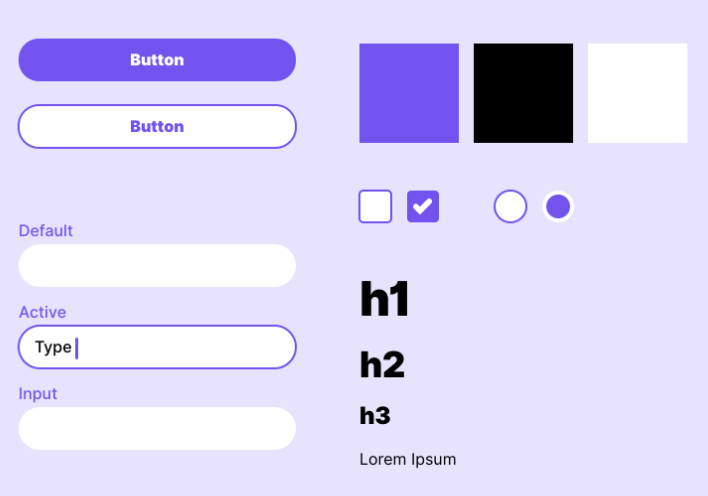 Button
Button
Default
Active
Type
Input
h1
h2
h3
Lorem Ipsum